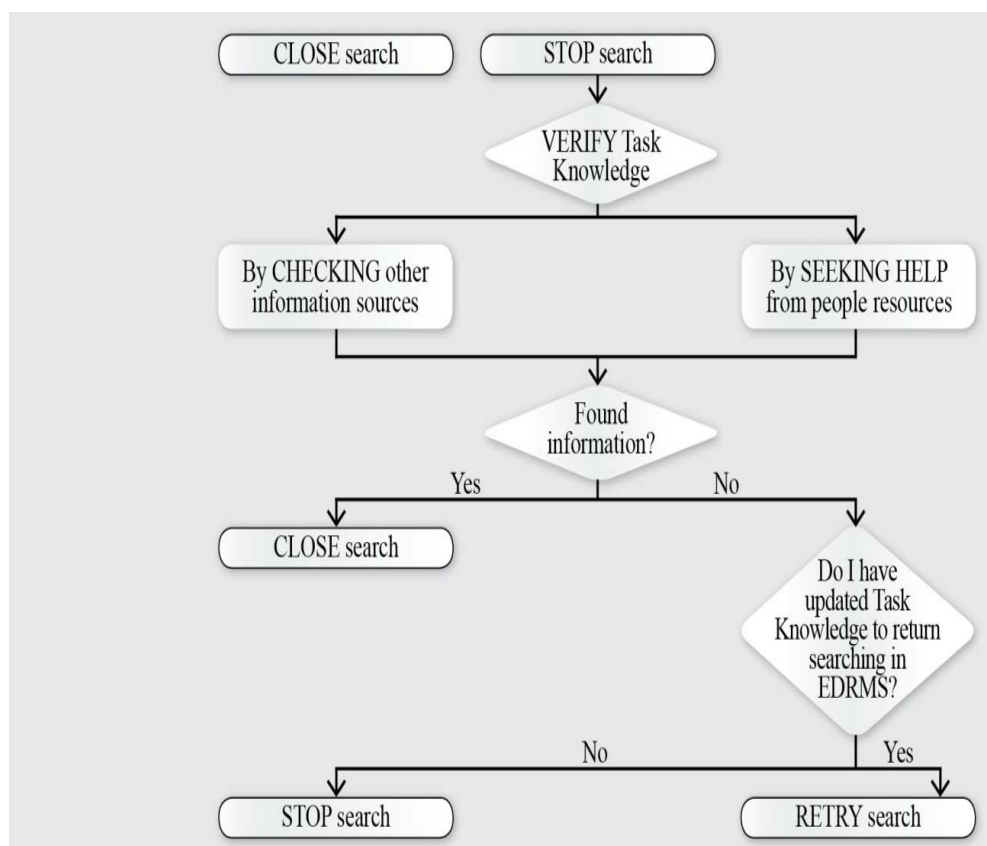 CLOSE search
STOP search
VERIFY Task
Knowledge
By CHECKING other
information sources
By SEEKING HELP
from people resources
Found
information?
Yes
No
CLOSE search
Do I have
updated Task
Knowledge to return
searching in
EDRMS?
No
Yes
STOP search
RETRY search